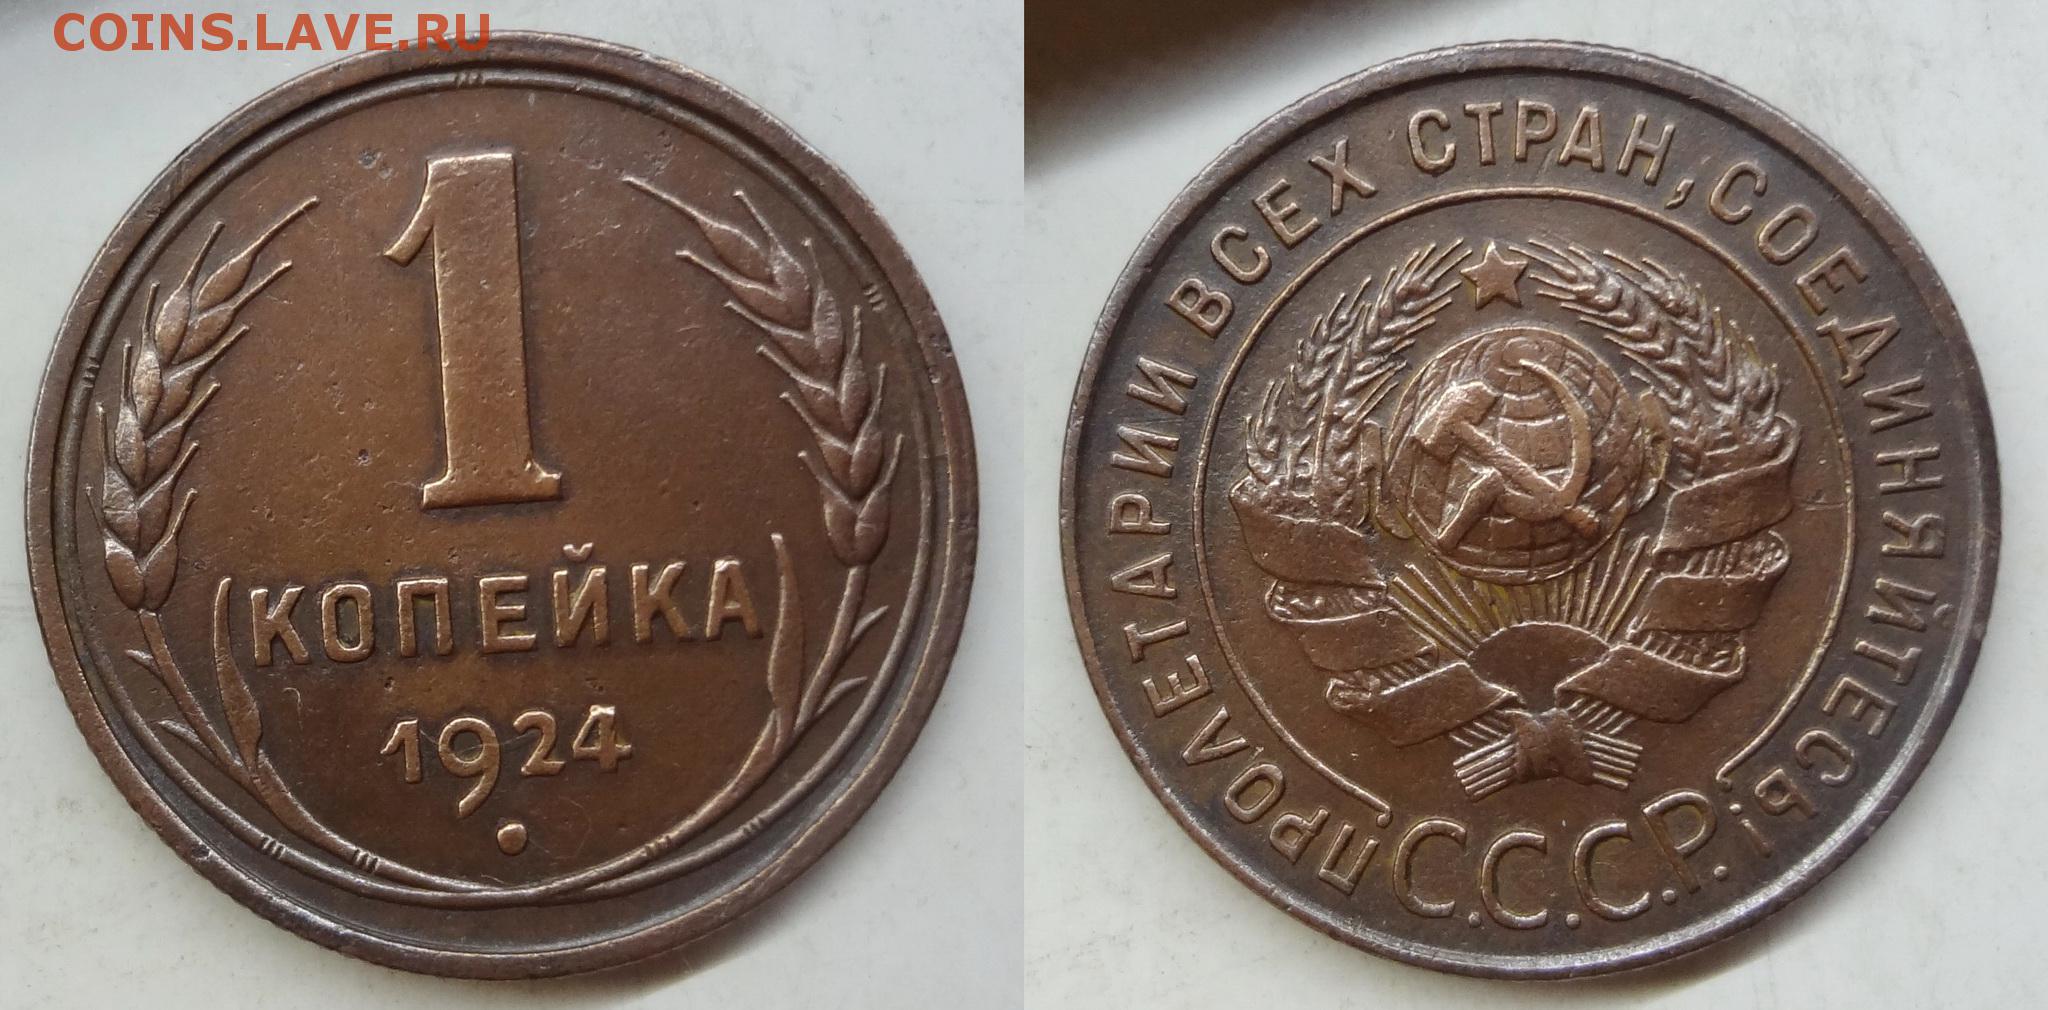 COINS.LAVE.RU
1
КОПЕЙКА
1924
ПРОЛЕТАРИИ ВСЕХ СТРАН, СОЕДИНЯЙТЕСЬ!
С.С.С.Р.